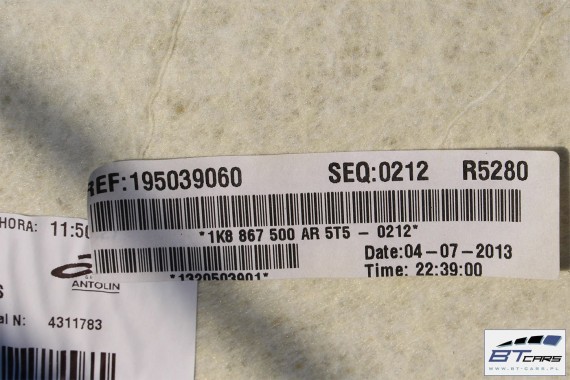 REF:195039060 SEQ:0212 R5280
*1K8 867 500 AR 5T5 - 0212*
Date:04-07-2013
*1320503901*
Time: 22:39:00
HORA: 11:50
ANTOLIN
S
al N: 4311783
BTCARS
WWW.BT-CARS.PL